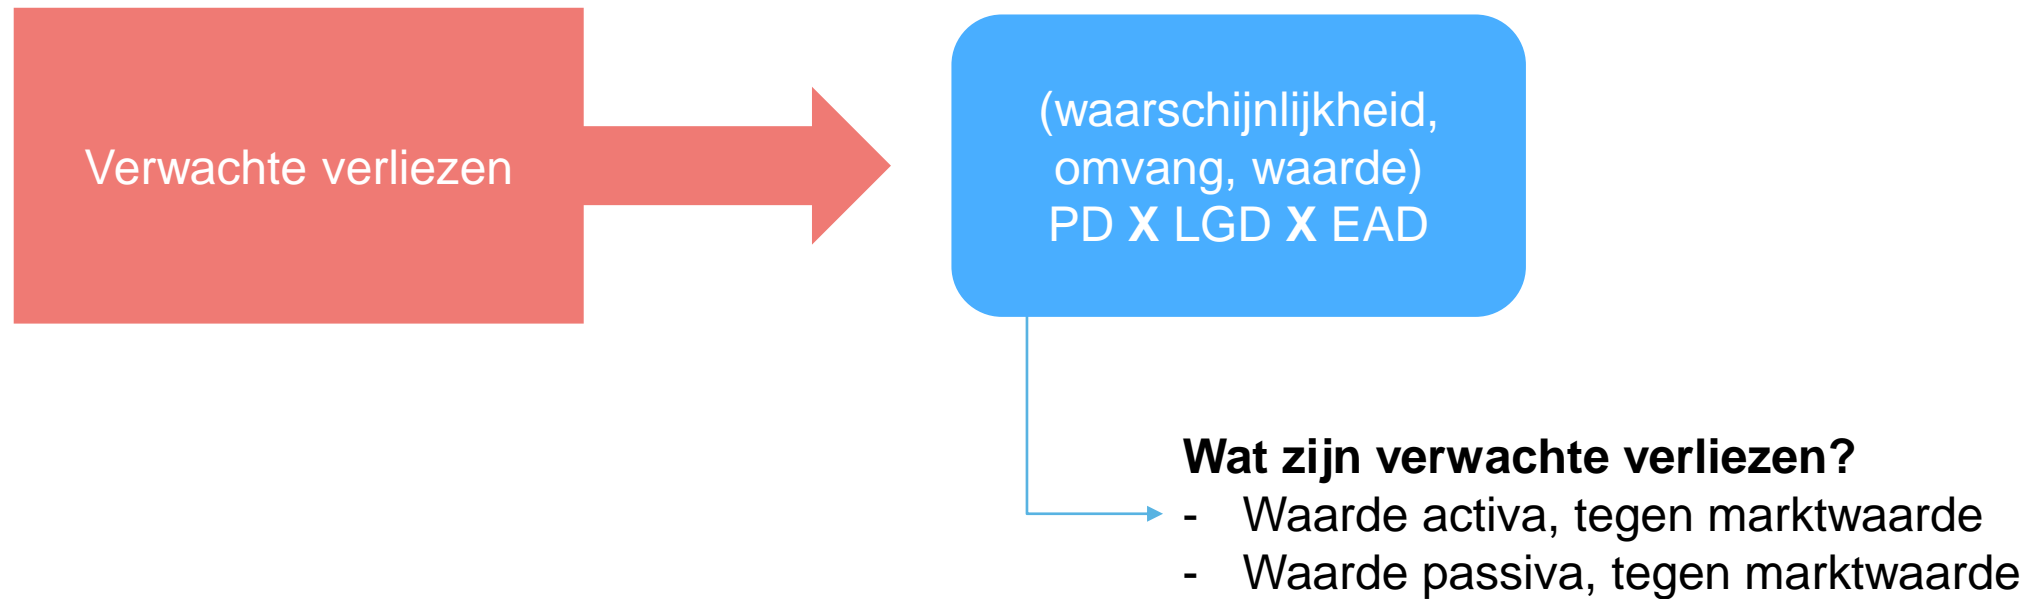 Verwachte verliezen
(waarschijnlijkheid,
omvang, waarde)
PD X LGD X EAD
Wat zijn verwachte verliezen?
- Waarde activa, tegen marktwaarde
- Waarde passiva, tegen marktwaarde